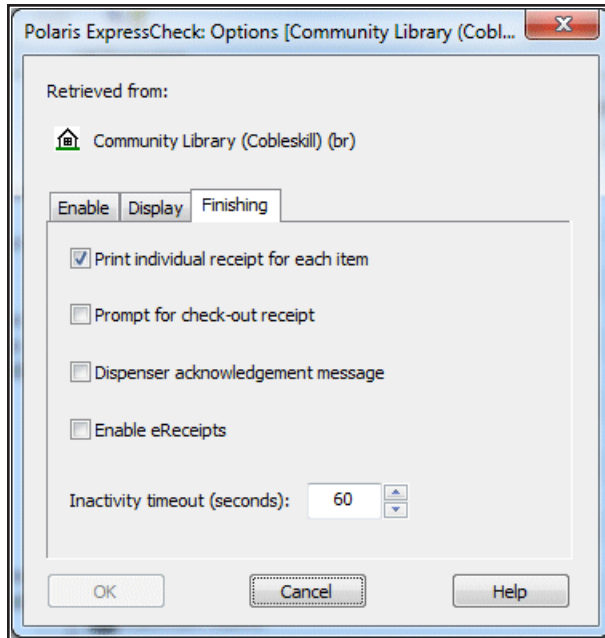 Polaris ExpressCheck: Options [Community Library (Cobl...
Retrieved from:
Community Library (Cobleskill) (br)
Enable Display Finishing
Print individual receipt for each item
Prompt for check-out receipt
Dispenser acknowledgement message
Enable eReceipts
Inactivity timeout (seconds): 60
OK Cancel Help